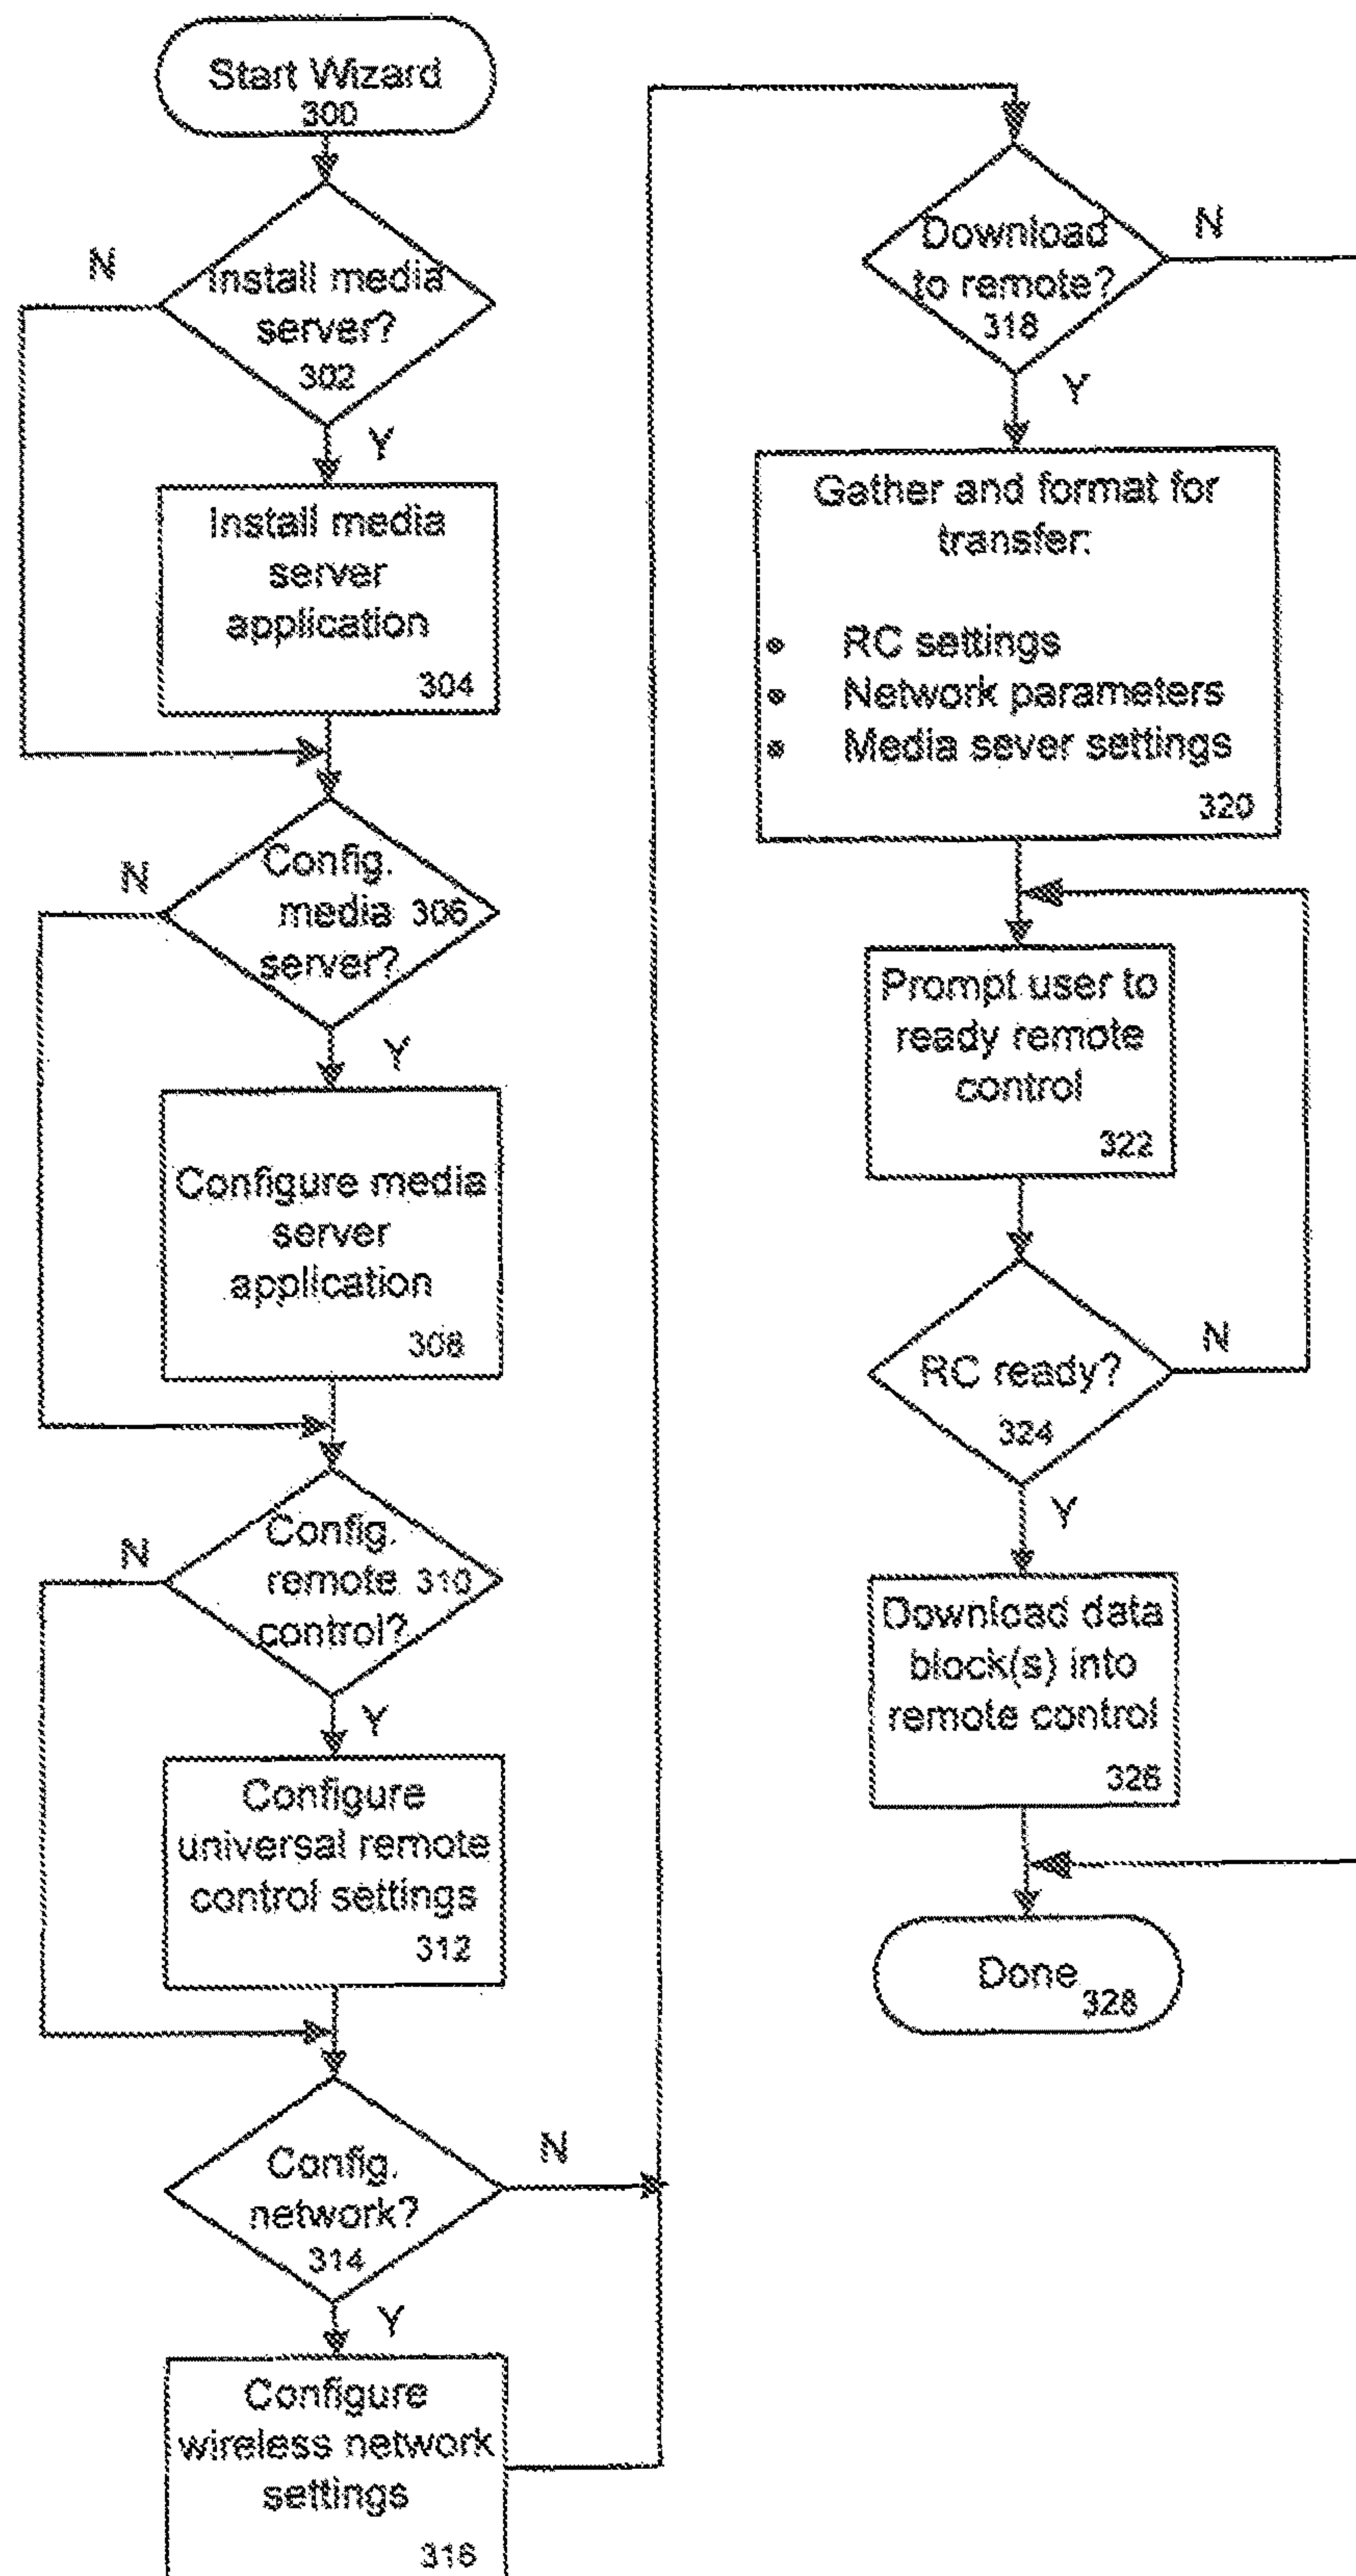 Start Wizard
300
N
Install media
server?
302
Y
Install media
server
application
304
N
Config.
media 306
server?
Y
Configure media
server
application
308
N
Config.
remote 310
control?
Y
Configure
universal remote
control settings
312
Config.
network?
314
N
Y
Configure
wireless network
settings
316
Download
to remote?
318
N
Y
Gather and format for
transfer:
• RC settings
• Network parameters
• Media sever settings
320
Prompt user to
ready remote
control
322
RC ready?
324
N
Y
Download data
block(s) into
remote control
326
Done
328